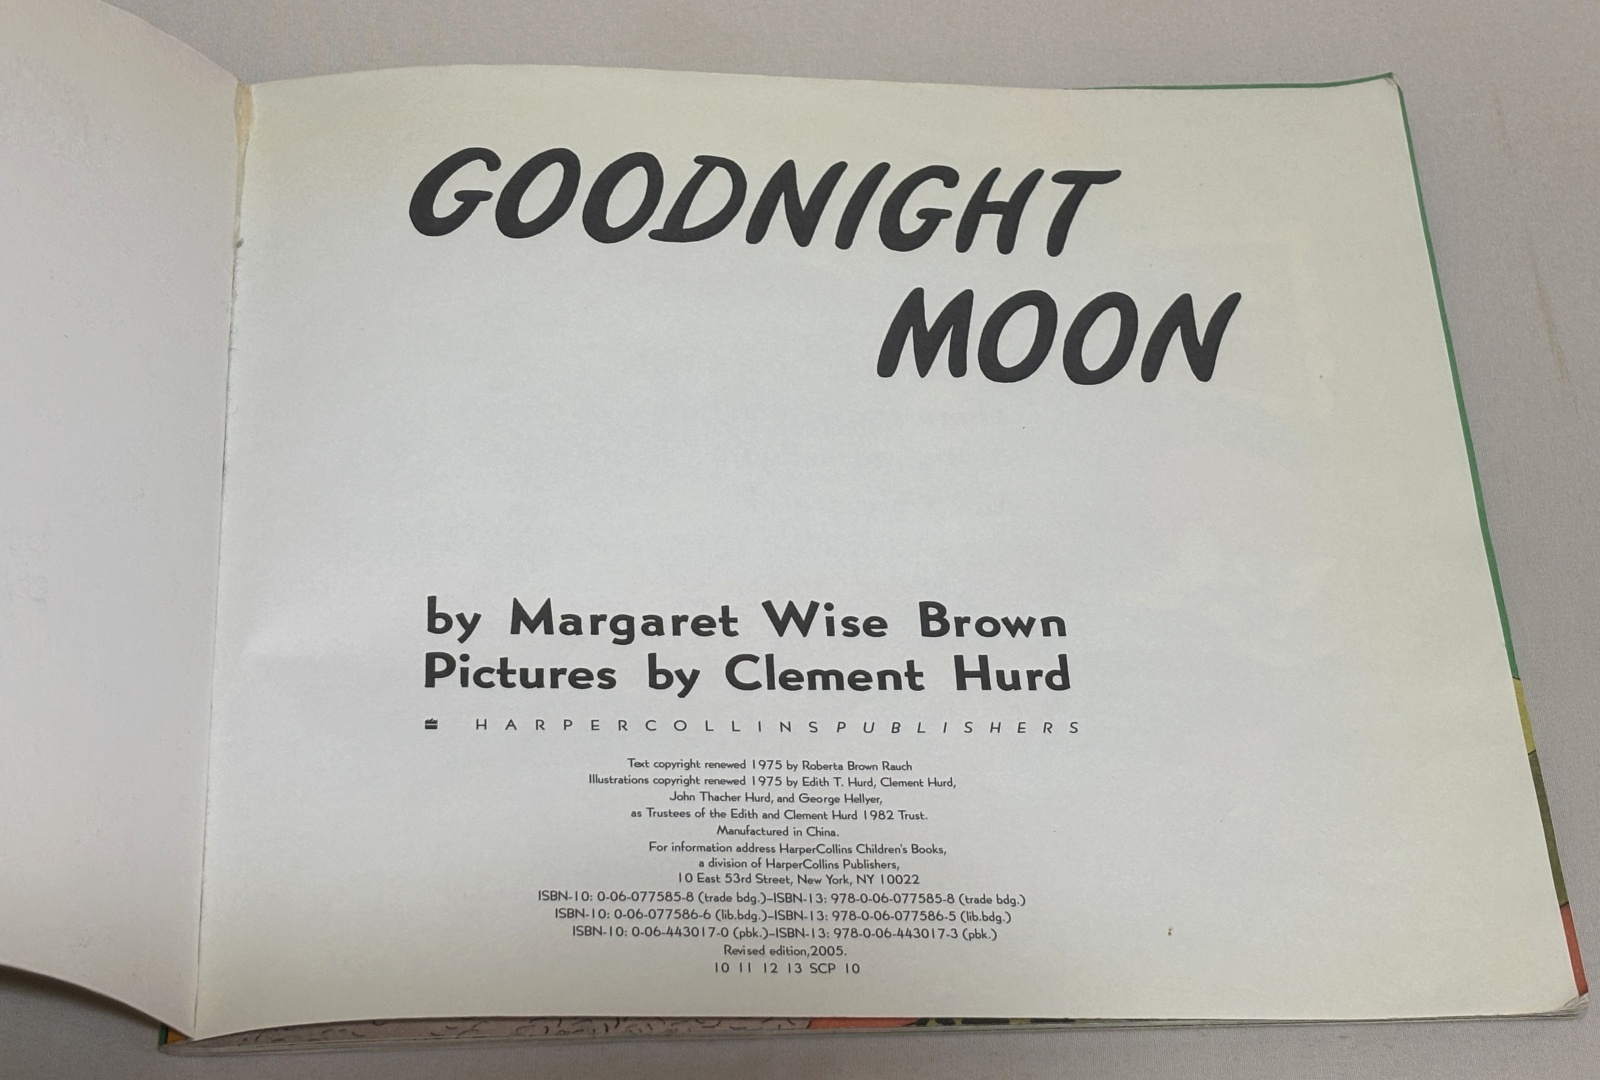 GOODNIGHT
MOON
by Margaret Wise Brown
Pictures by Clement Hurd
HARPERCOLLINSPUBLISHERS
Text copyright renewed 1975 by Roberta Brown Rauch
Illustrations copyright renewed 1975 by Edith T. Hurd, Clement Hurd,
John Thacher Hurd, and George Hellyer,
as Trustees of the Edith and Clement Hurd 1982 Trust.
Manufactured in China.
For information address HarperCollins Children's Books,
a division of HarperCollins Publishers,
10 East 53rd Street, New York, NY 10022
ISBN-10: 0-06-077585-8 (trade bdg.)–ISBN-13: 978-0-06-077585-8 (trade bdg.)
ISBN-10: 0-06-077586-6 (lib.bdg.)–ISBN-13: 978-0-06-077586-5 (lib.bdg.)
ISBN-10: 0-06-443017-0 (pbk.)–ISBN-13: 978-0-06-443017-3 (pbk.)
Revised edition,2005.
10 11 12 13 SCP 10